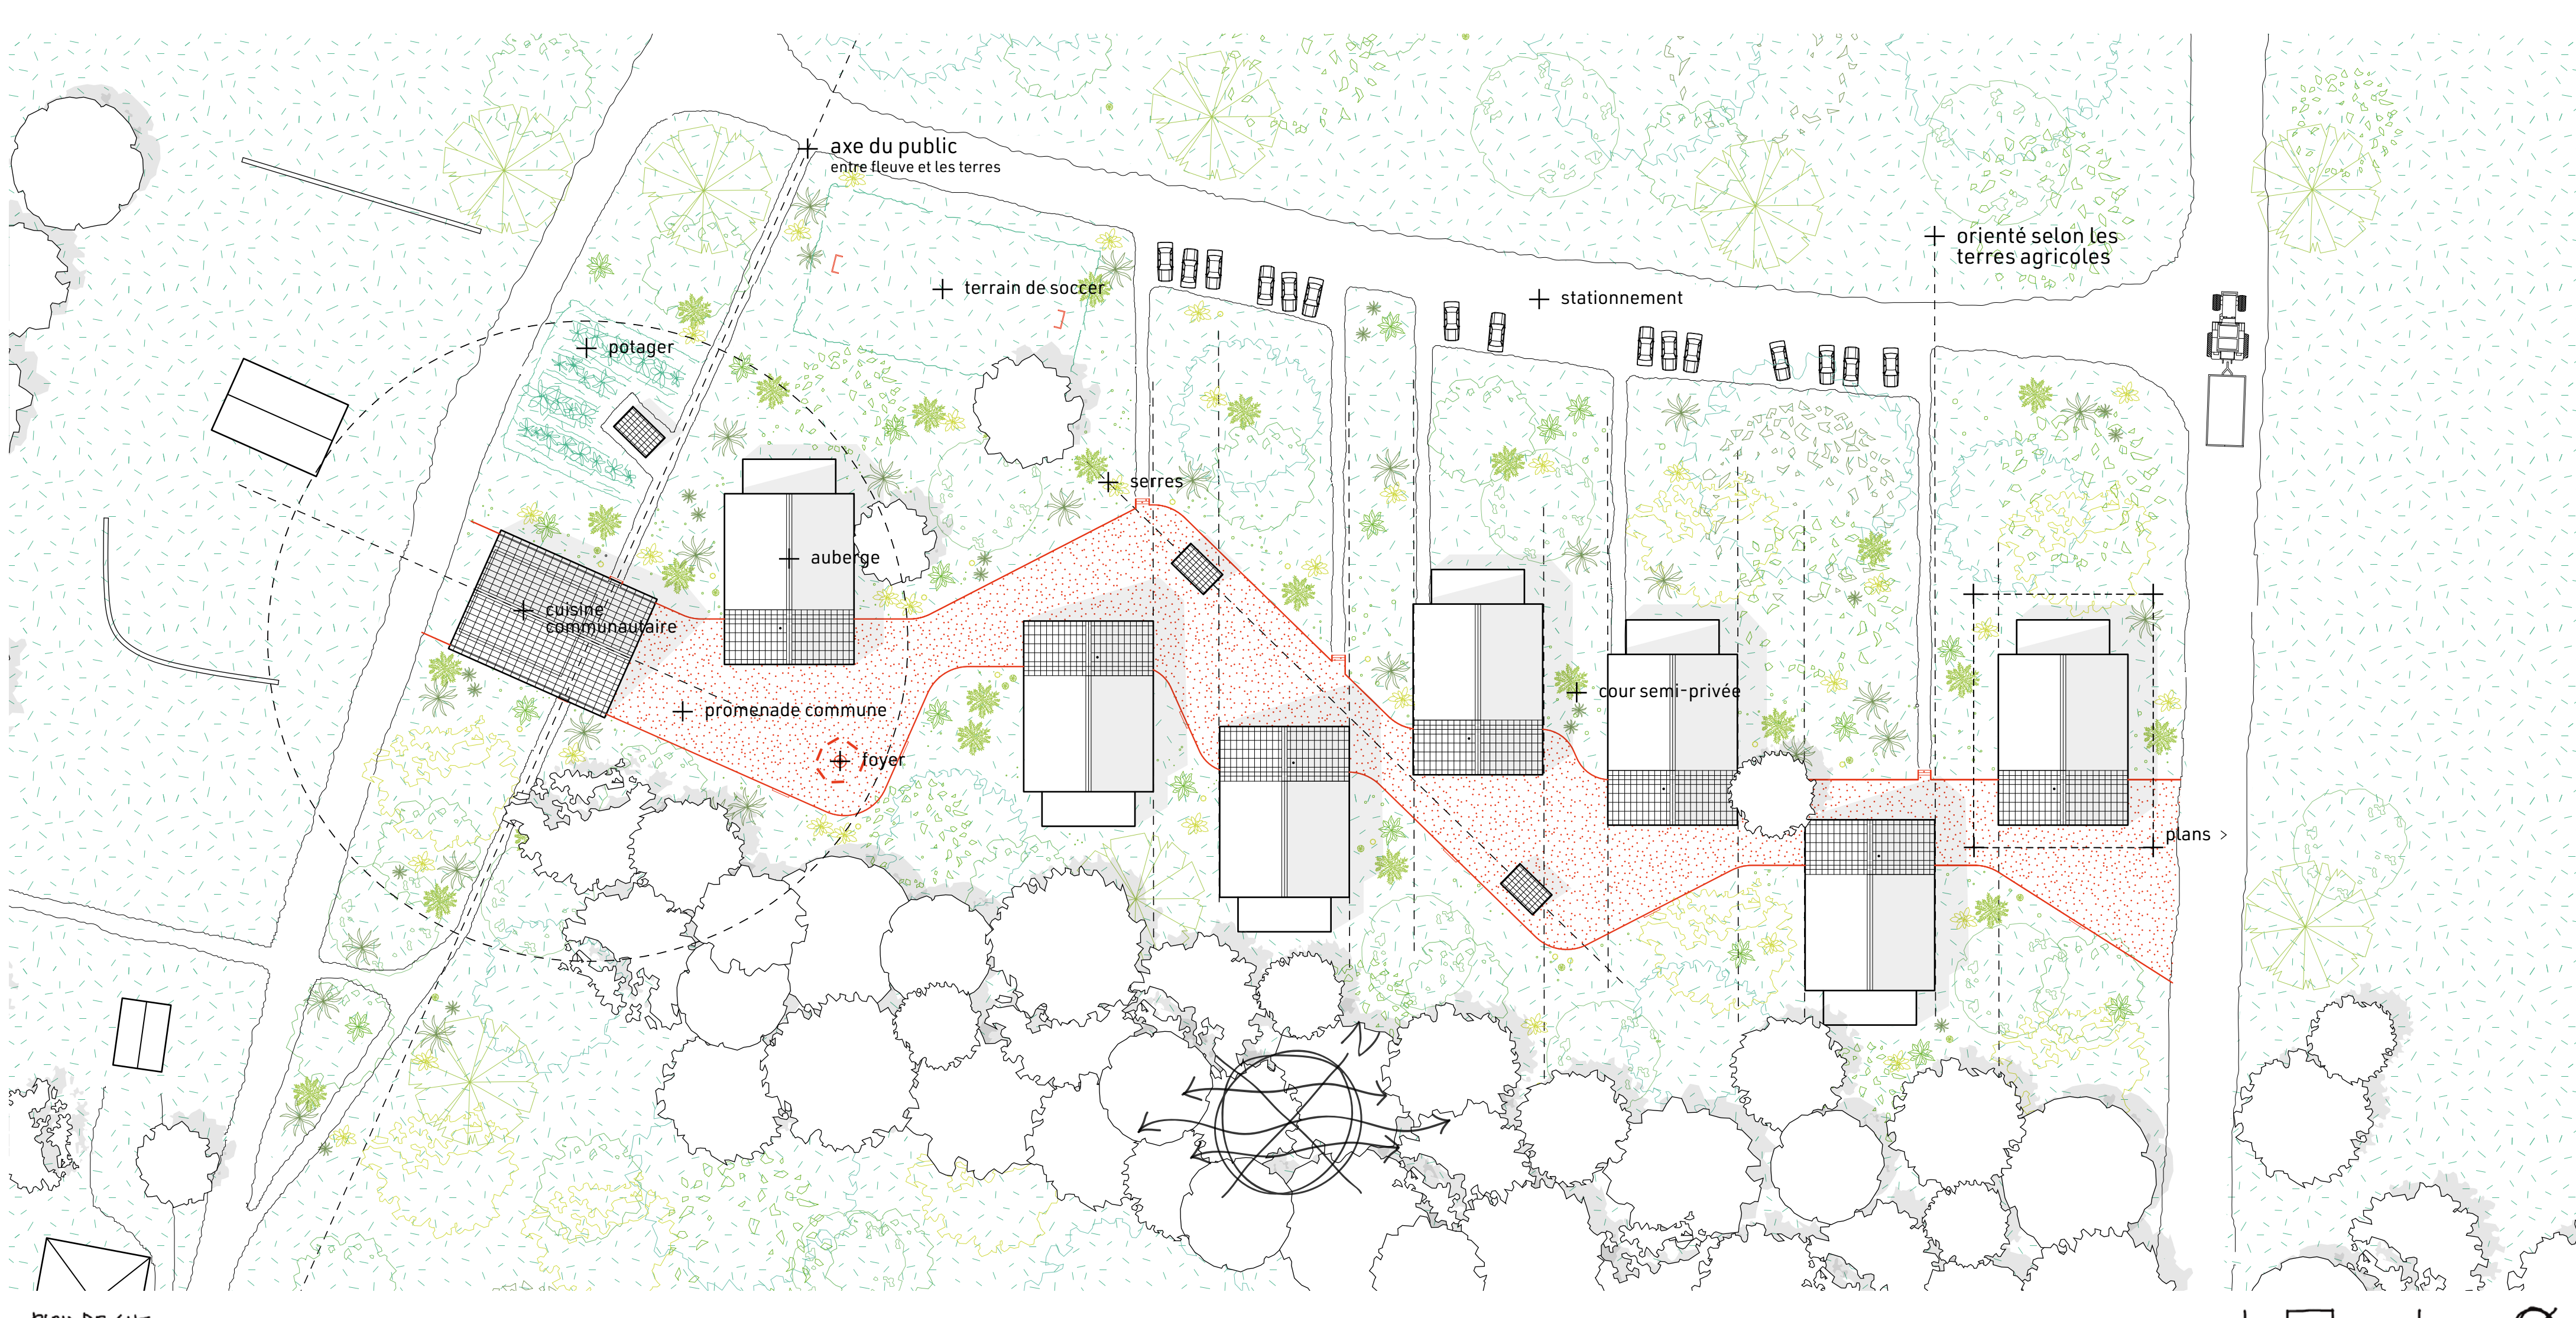 axe du public
entre fleuve et les terres
orienté selon les
terres agricoles
terrain de soccer
stationnement
potager
serres
auberge
cuisine
communautaire
cour semi-privée
promenade commune
foyer
plans >